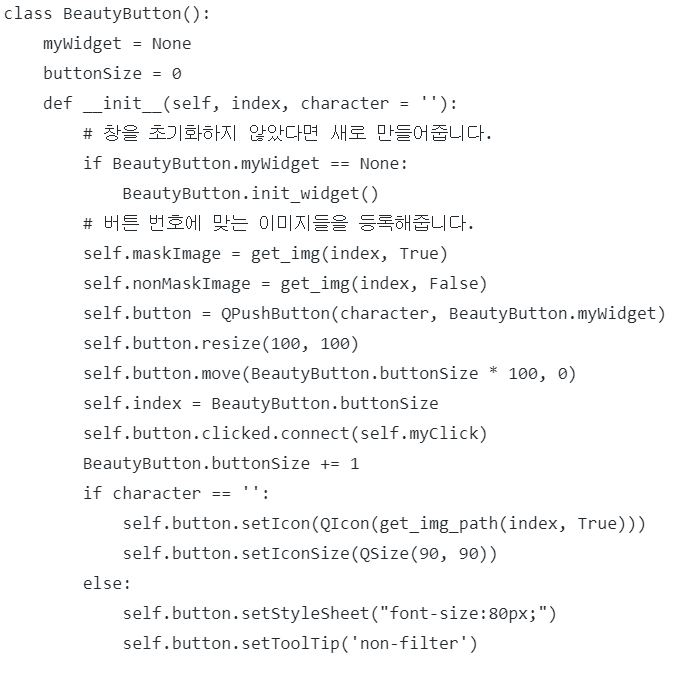 class BeautyButton():
    myWidget = None
    buttonSize = 0
    def __init__(self, index, character = ''):
        # 창을 초기화하지 않았다면 새로 만들어줍니다.
        if BeautyButton.myWidget == None:
            BeautyButton.init_widget()
        # 버튼 번호에 맞는 이미지들을 등록해줍니다.
        self.maskImage = get_img(index, True)
        self.nonMaskImage = get_img(index, False)
        self.button = QPushButton(character, BeautyButton.myWidget)
        self.button.resize(100, 100)
        self.button.move(BeautyButton.buttonSize * 100, 0)
        self.index = BeautyButton.buttonSize
        self.button.clicked.connect(self.myClick)
        BeautyButton.buttonSize += 1
        if character == '':
            self.button.setIcon(QIcon(get_img_path(index, True)))
            self.button.setIconSize(QSize(90, 90))
        else:
            self.button.setStyleSheet("font-size:80px;")
            self.button.setToolTip('non-filter')